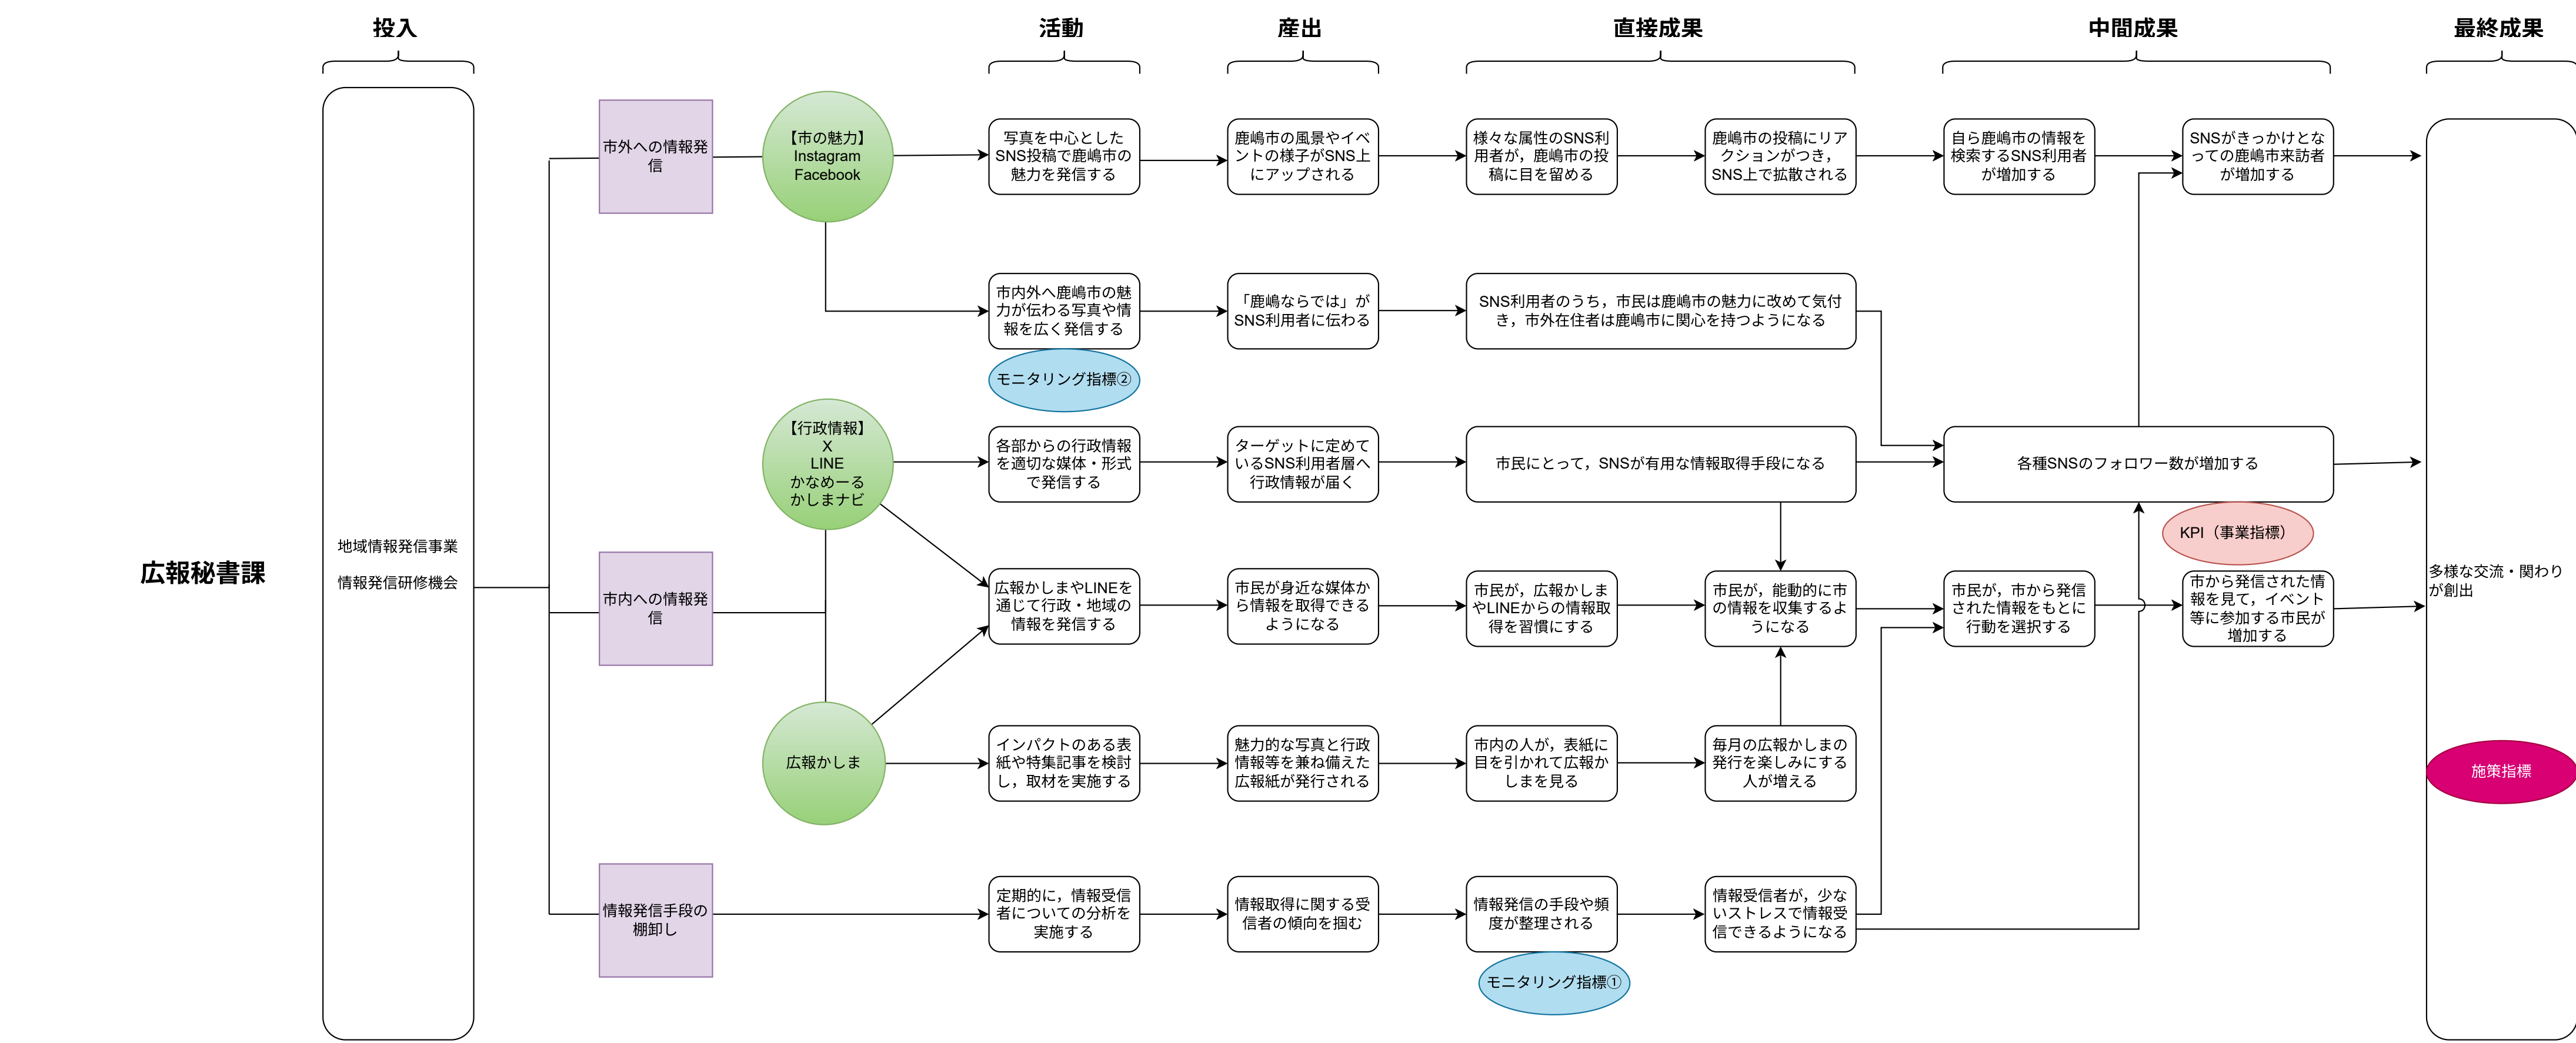 投入
活動
産出
直接成果
中間成果
最終成果
広報秘書課
地域情報発信事業
情報発信研修機会
市外への情報発
信
【市の魅力】
Instagram
Facebook
写真を中心とした
SNS投稿で鹿嶋市の
魅力を発信する
鹿嶋市の風景やイベ
ントの様子がSNS上
にアップされる
様々な属性のSNS利
用者が，鹿嶋市の投
稿に目を留める
鹿嶋市の投稿にリア
クションがつき，
SNS上で拡散される
自ら鹿嶋市の情報を
検索するSNS利用者
が増加する
SNSがきっかけとな
っての鹿嶋市来訪者
が増加する
市内外へ鹿嶋市の魅
力が伝わる写真や情
報を広く発信する
モニタリング指標②
「鹿嶋ならでは」が
SNS利用者に伝わる
SNS利用者のうち，市民は鹿嶋市の魅力に改めて気付
き，市外在住者は鹿嶋市に関心を持つようになる
【行政情報】
X
LINE
かなめーる
かしまナビ
各部からの行政情報
を適切な媒体・形式
で発信する
ターゲットに定めて
いるSNS利用者層へ
行政情報が届く
市民にとって，SNSが有用な情報取得手段になる
各種SNSのフォロワー数が増加する
KPI（事業指標）
市内への情報発
信
広報かしまやLINEを
通じて行政・地域の
情報を発信する
市民が身近な媒体か
ら情報を取得できる
ようになる
市民が，広報かしま
やLINEからの情報取
得を習慣にする
市民が，能動的に市
の情報を収集するよ
うになる
市民が，市から発信
された情報をもとに
行動を選択する
市から発信された情
報を見て，イベント
等に参加する市民が
増加する
多様な交流・関わり
が創出
広報かしま
インパクトのある表
紙や特集記事を検討
し，取材を実施する
魅力的な写真と行政
情報等を兼ね備えた
広報紙が発行される
市内の人が，表紙に
目を引かれて広報か
しまを見る
毎月の広報かしまの
発行を楽しみにする
人が増える
施策指標
情報発信手段の
棚卸し
定期的に，情報受信
者についての分析を
実施する
情報取得に関する受
信者の傾向を掴む
情報発信の手段や頻
度が整理される
モニタリング指標①
情報受信者が，少な
いストレスで情報受
信できるようになる